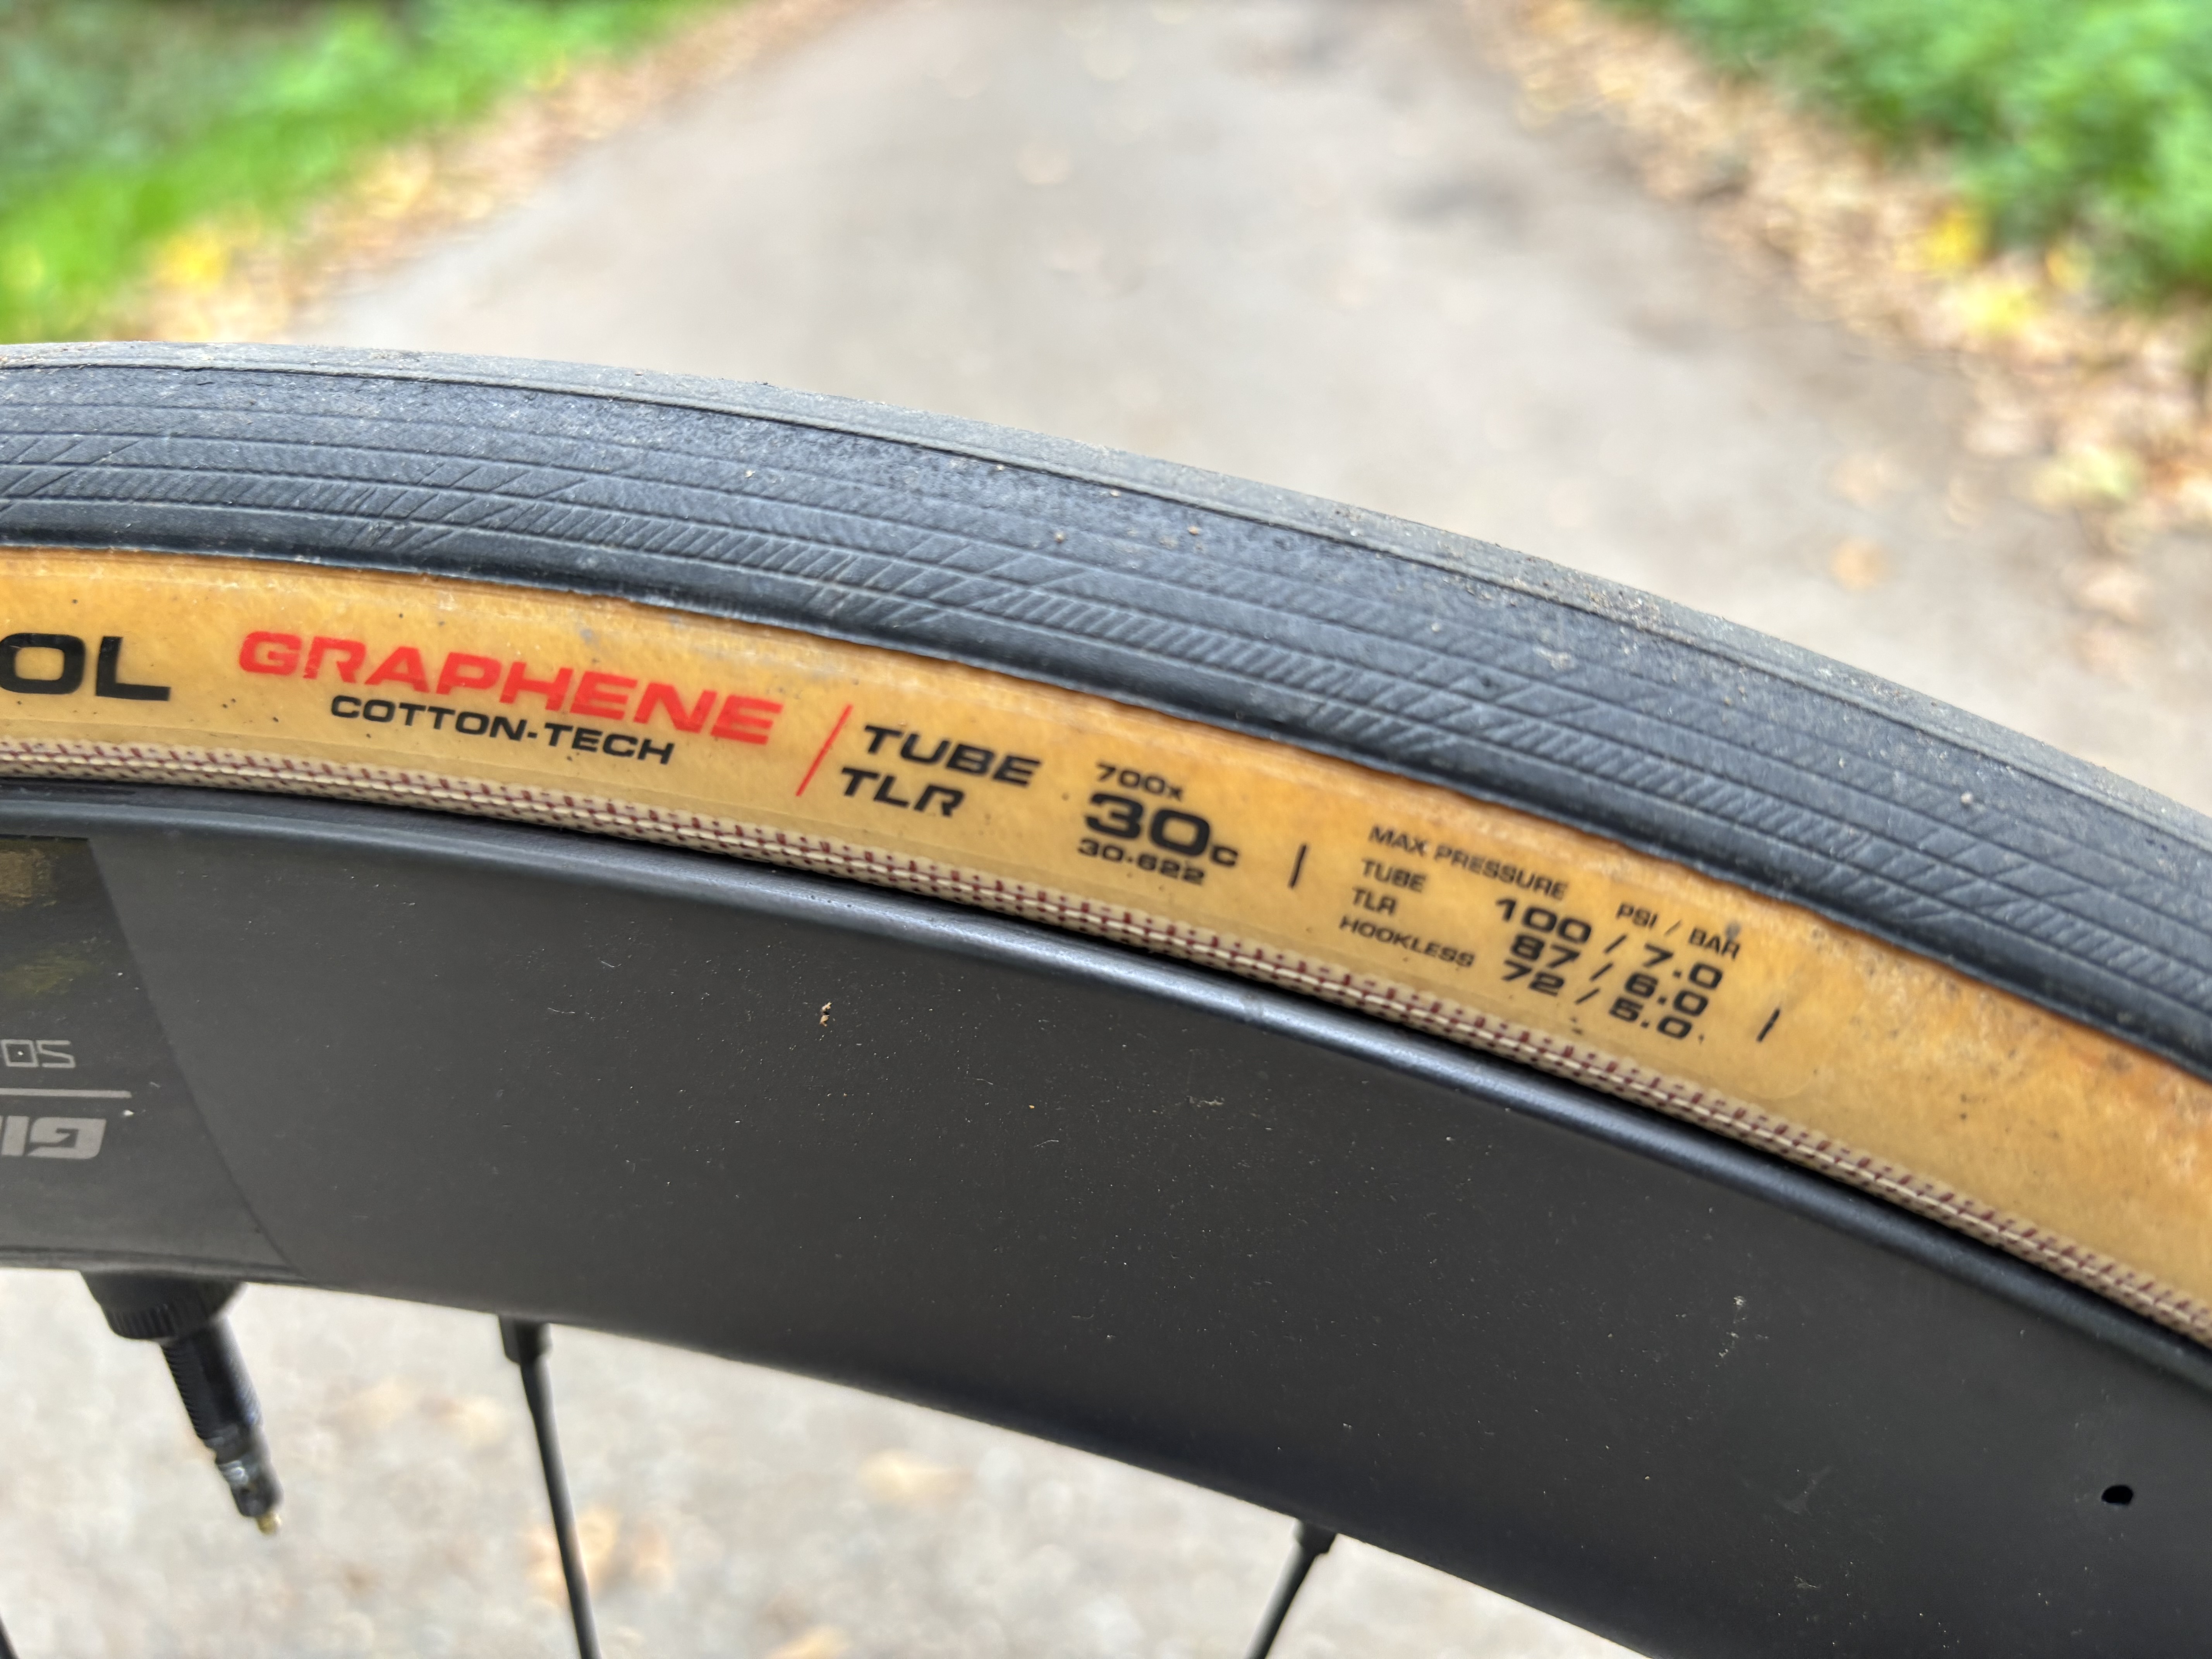 OL
GRAPHENE
COTTON-TECH
TUBE
TLR
700x
30c
30-622
MAX PRESSURE PSI / BAR
TUBE 100 / 7.0
TLR 87 / 6.0
HOOKLESS 72 / 5.0
50